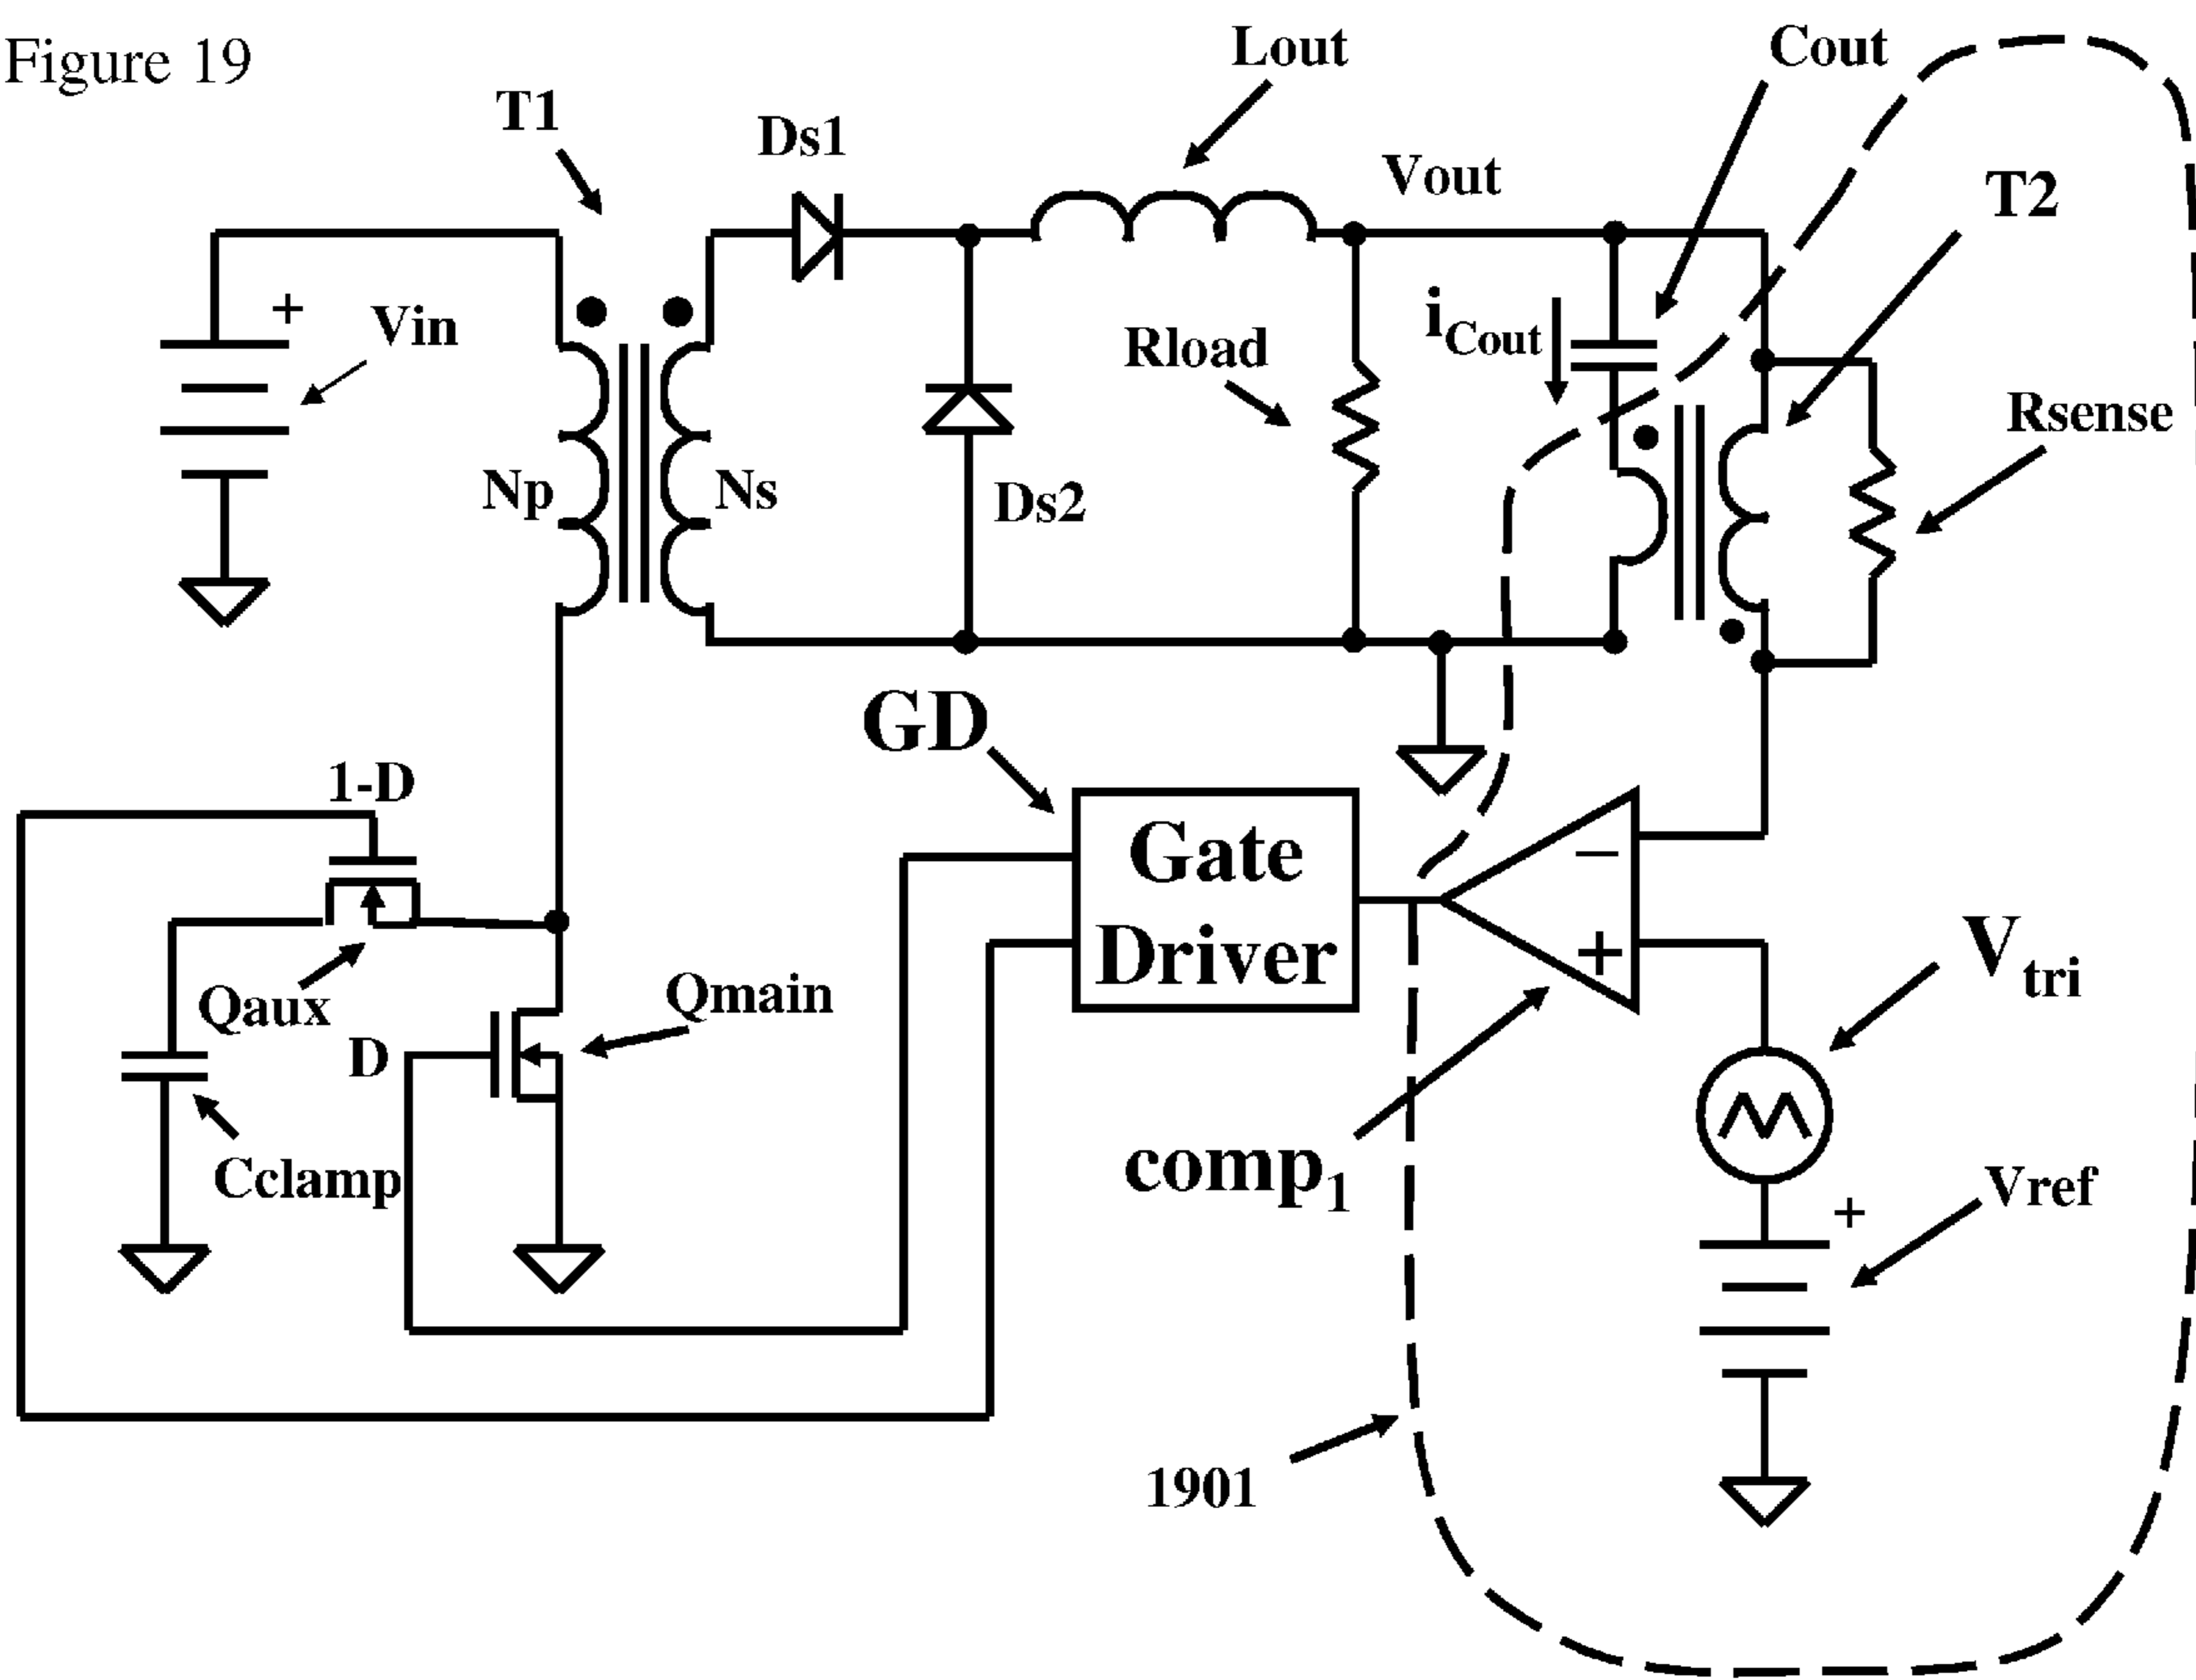 Figure 19
Lout
Cout
T1
Ds1
Vout
T2
+
Vin
iCout
Rload
Rsense
Np
Ns
Ds2
GD
1-D
Gate
Driver
−
+
Vtri
Qaux
Qmain
D
Cclamp
comp1
+
Vref
1901